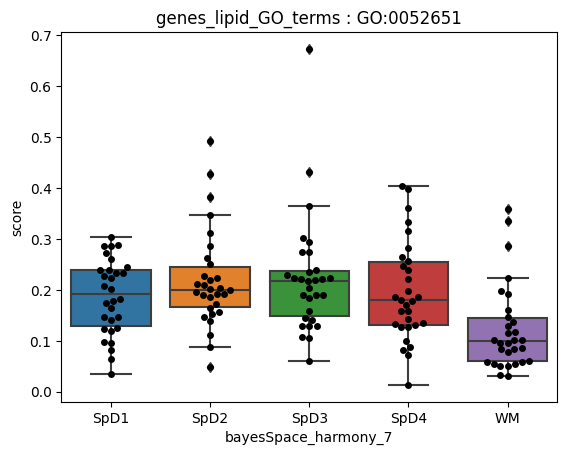 genes_lipid_GO_terms : GO:0052651
0.7
0.6
0.5
0.4
0.3
0.2
0.1
0.0
score
SpD1 SpD2 SpD3 SpD4 WM
bayesSpace_harmony_7